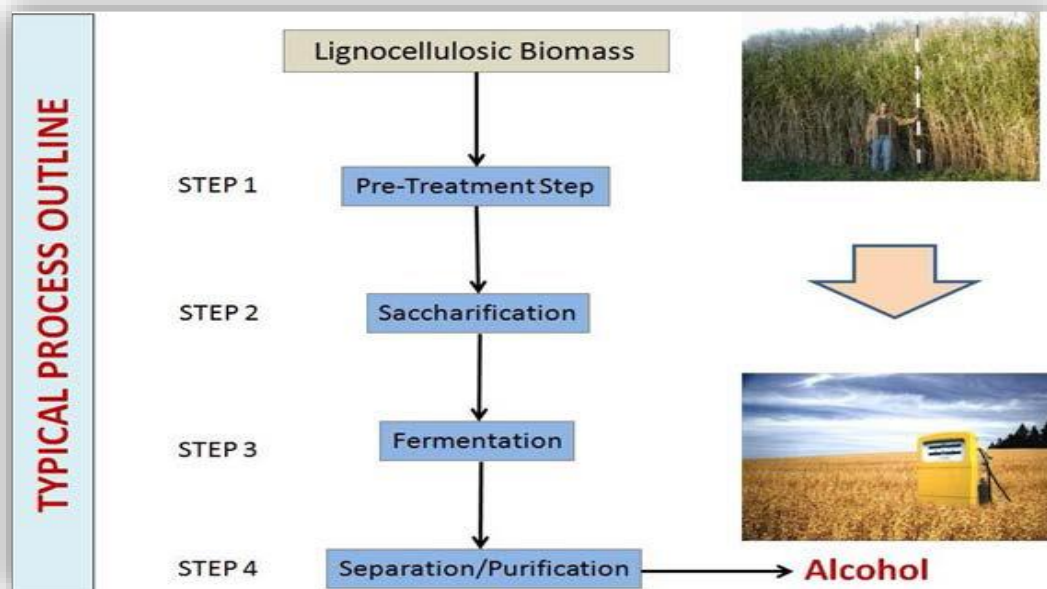 TYPICAL PROCESS OUTLINE
Lignocellulosic Biomass
STEP 1
Pre-Treatment Step
STEP 2
Saccharification
STEP 3
Fermentation
STEP 4
Separation/Purification
Alcohol